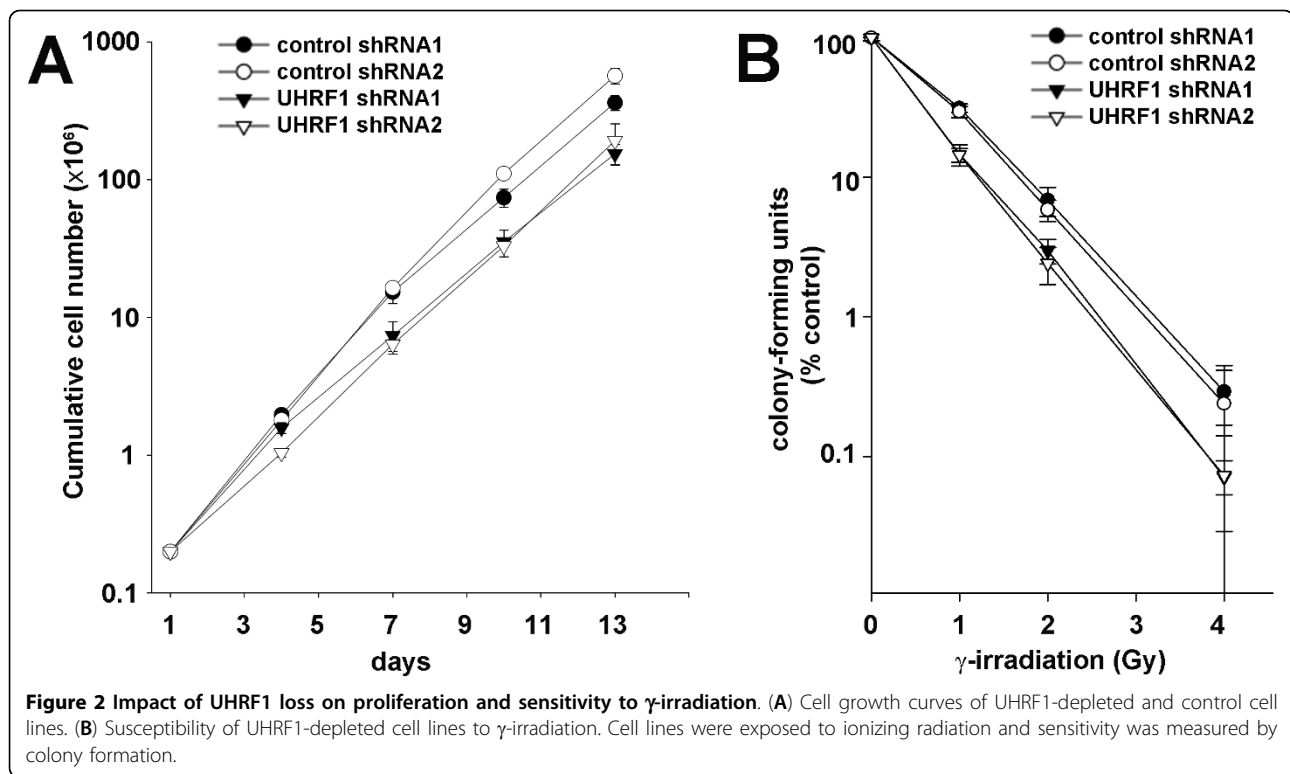 A
control shRNA1
control shRNA2
UHRF1 shRNA1
UHRF1 shRNA2
Cumulative cell number (x10⁶)
1000
100
10
1
0.1
1 3 5 7 9 11 13
days
B
control shRNA1
control shRNA2
UHRF1 shRNA1
UHRF1 shRNA2
colony-forming units
(% control)
100
10
1
0.1
0 1 2 4
γ-irradiation (Gy)
Figure 2 Impact of UHRF1 loss on proliferation and sensitivity to γ-irradiation. (A) Cell growth curves of UHRF1-depleted and control cell
lines. (B) Susceptibility of UHRF1-depleted cell lines to γ-irradiation. Cell lines were exposed to ionizing radiation and sensitivity was measured by
colony formation.